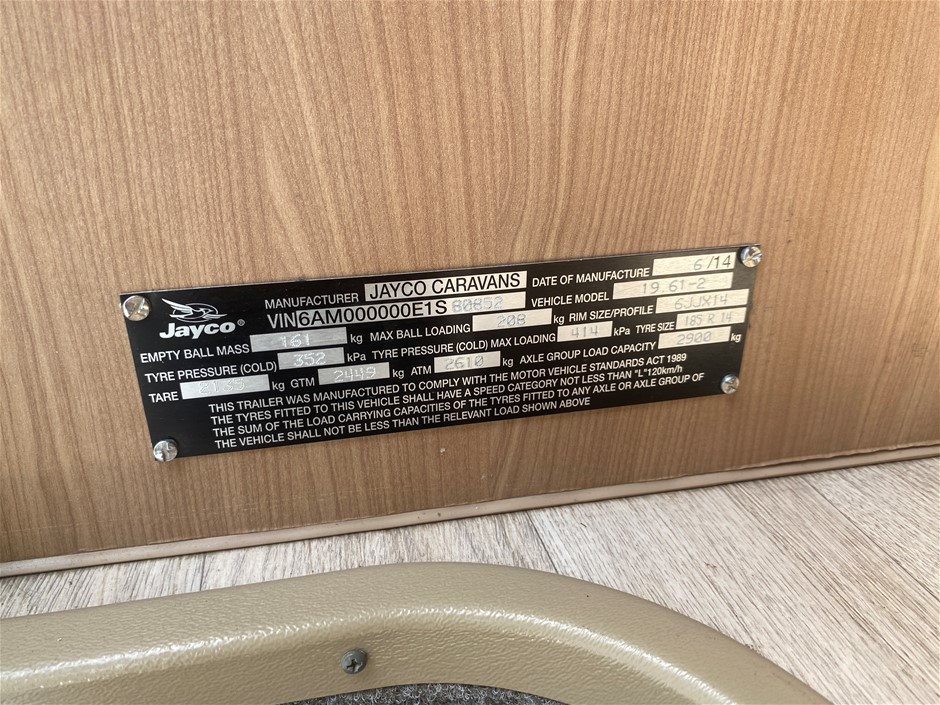 Jayco®
MANUFACTURER JAYCO CARAVANS DATE OF MANUFACTURE 6/14
VIN 6AM000000E1S 80852 VEHICLE MODEL 19.61-2
EMPTY BALL MASS 161 kg MAX BALL LOADING 208 kg RIM SIZE/PROFILE 6JJX14
TYRE PRESSURE (COLD) 352 kPa TYRE PRESSURE (COLD) MAX LOADING 414 kPa TYRE SIZE 185 R 14
TARE kg GTM 2449 kg ATM 2610 kg AXLE GROUP LOAD CAPACITY 2900 kg
THIS TRAILER WAS MANUFACTURED TO COMPLY WITH THE MOTOR VEHICLE STANDARDS ACT 1989
THE TYRES FITTED TO THIS VEHICLE SHALL HAVE A SPEED CATEGORY NOT LESS THAN "L"120km/h
THE SUM OF THE LOAD CARRYING CAPACITIES OF THE TYRES FITTED TO ANY AXLE OR AXLE GROUP OF
THE VEHICLE SHALL NOT BE LESS THAN THE RELEVANT LOAD SHOWN ABOVE